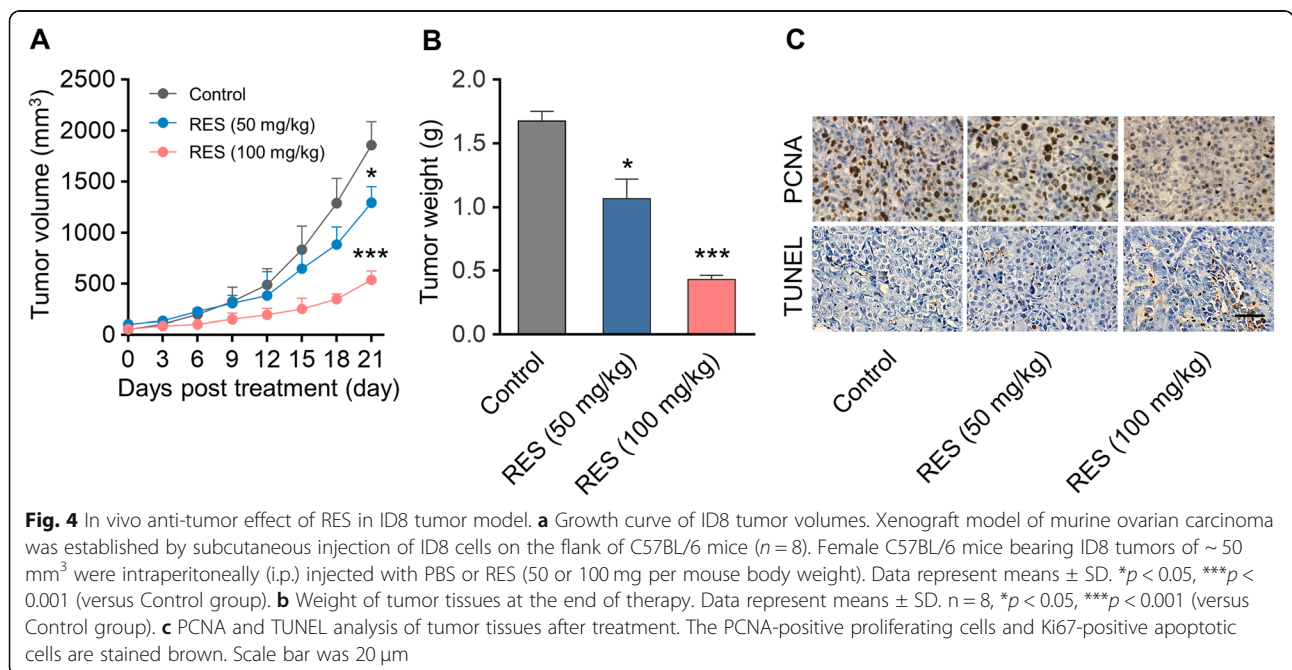 A
B
C
2500
2000
1500
1000
500
0
Tumor volume (mm³)
Control
RES (50 mg/kg)
RES (100 mg/kg)
*
***
0 3 6 9 12 15 18 21
Days post treatment (day)
2.0
1.5
1.0
0.5
0.0
Tumor weight (g)
*
***
Control
RES (50 mg/kg)
RES (100 mg/kg)
PCNA
TUNEL
Control
RES (50 mg/kg)
RES (100 mg/kg)
Fig. 4 In vivo anti-tumor effect of RES in ID8 tumor model. a Growth curve of ID8 tumor volumes. Xenograft model of murine ovarian carcinoma
was established by subcutaneous injection of ID8 cells on the flank of C57BL/6 mice (n = 8). Female C57BL/6 mice bearing ID8 tumors of ~ 50
mm³ were intraperitoneally (i.p.) injected with PBS or RES (50 or 100 mg per mouse body weight). Data represent means ± SD. *p < 0.05, ***p <
0.001 (versus Control group). b Weight of tumor tissues at the end of therapy. Data represent means ± SD. n = 8, *p < 0.05, ***p < 0.001 (versus
Control group). c PCNA and TUNEL analysis of tumor tissues after treatment. The PCNA-positive proliferating cells and Ki67-positive apoptotic
cells are stained brown. Scale bar was 20 μm